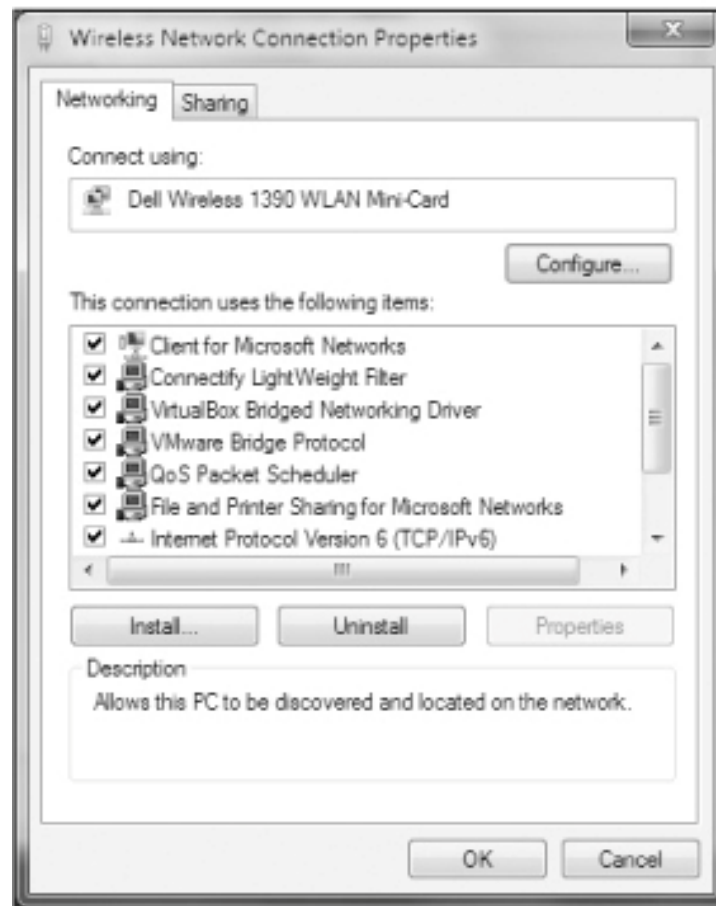 Wireless Network Connection Properties
Networking
Sharing
Connect using:
Dell Wireless 1390 WLAN Mini-Card
Configure...
This connection uses the following items:
Client for Microsoft Networks
Connectify LightWeight Filter
VirtualBox Bridged Networking Driver
VMware Bridge Protocol
QoS Packet Scheduler
File and Printer Sharing for Microsoft Networks
Internet Protocol Version 6 (TCP/IPv6)
Install...
Uninstall
Properties
Description
Allows this PC to be discovered and located on the network.
OK
Cancel